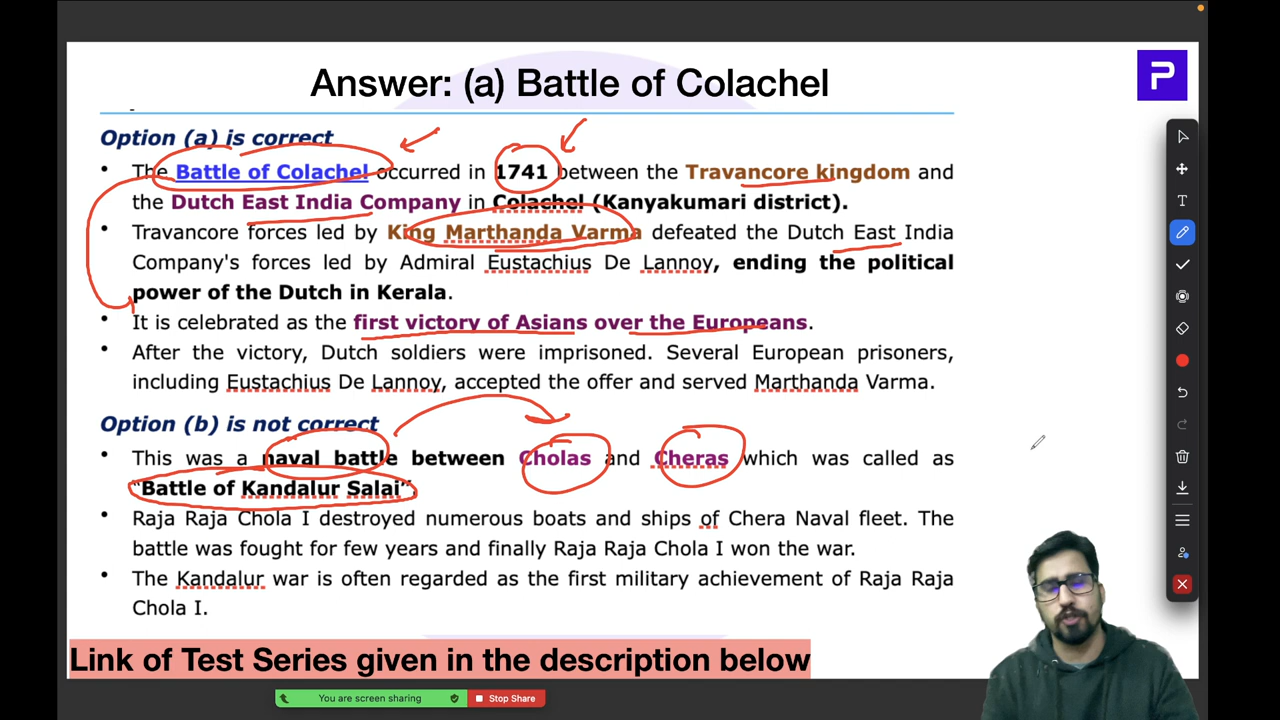 Answer: (a) Battle of Colachel
P
Option (a) is correct
• The Battle of Colachel occurred in 1741 between the Travancore kingdom and
the Dutch East India Company in Colachel (Kanyakumari district).
• Travancore forces led by King Marthanda Varma defeated the Dutch East India
Company's forces led by Admiral Eustachius De Lannoy, ending the political
power of the Dutch in Kerala.
• It is celebrated as the first victory of Asians over the Europeans.
• After the victory, Dutch soldiers were imprisoned. Several European prisoners,
including Eustachius De Lannoy, accepted the offer and served Marthanda Varma.
Option (b) is not correct
• This was a naval battle between Cholas and Cheras which was called as
“Battle of Kandalur Salai”.
• Raja Raja Chola I destroyed numerous boats and ships of Chera Naval fleet. The
battle was fought for few years and finally Raja Raja Chola I won the war.
• The Kandalur war is often regarded as the first military achievement of Raja Raja
Chola I.
Link of Test Series given in the description below
You are screen sharing Stop Share